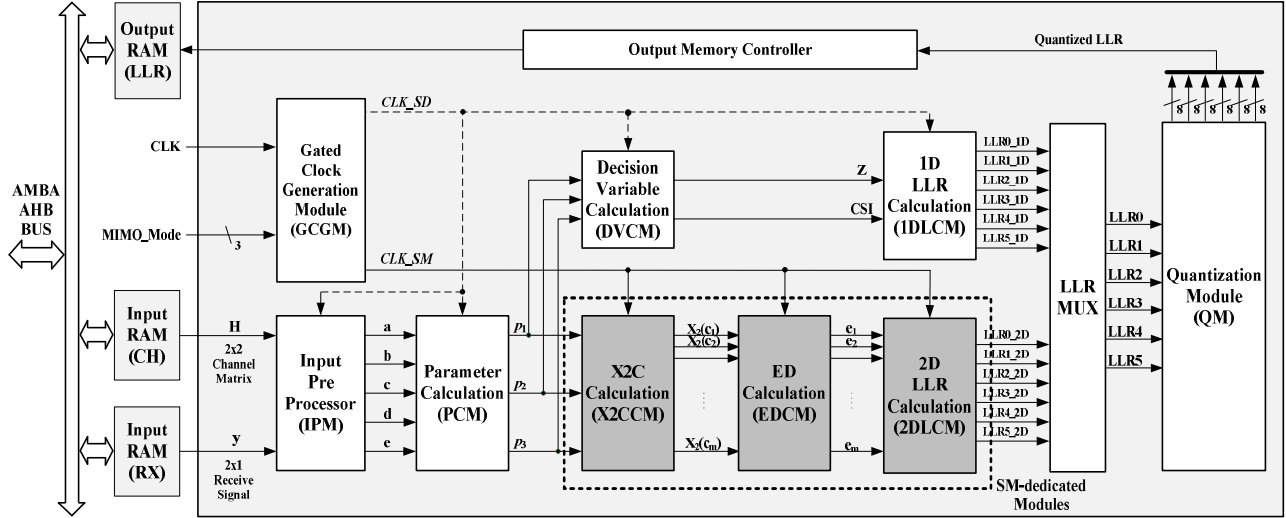 Output
RAM
(LLR)
Output Memory Controller
Quantized LLR
8 8 8 8 8 8
AMBA
AHB
BUS
CLK
MIMO_Mode
3
Gated
Clock
Generation
Module
(GCGM)
CLK_SD
CLK_SM
Decision
Variable
Calculation
(DVCM)
Z
CSI
1D
LLR
Calculation
(1DLCM)
LLR0_1D
LLR1_1D
LLR2_1D
LLR3_1D
LLR4_1D
LLR5_1D
LLR
MUX
LLR0
LLR1
LLR2
LLR3
LLR4
LLR5
Quantization
Module
(QM)
Input
RAM
(CH)
H
2x2
Channel
Matrix
Input
RAM
(RX)
y
2x1
Receive
Signal
Input
Pre
Processor
(IPM)
a
b
c
d
e
Parameter
Calculation
(PCM)
p1
p2
p3
X2C
Calculation
(X2CCM)
X2(c1)
X2(c2)
X2(cm)
ED
Calculation
(EDCM)
e1
e2
em
2D
LLR
Calculation
(2DLCM)
LLR0_2D
LLR1_2D
LLR2_2D
LLR3_2D
LLR4_2D
LLR5_2D
SM-dedicated
Modules